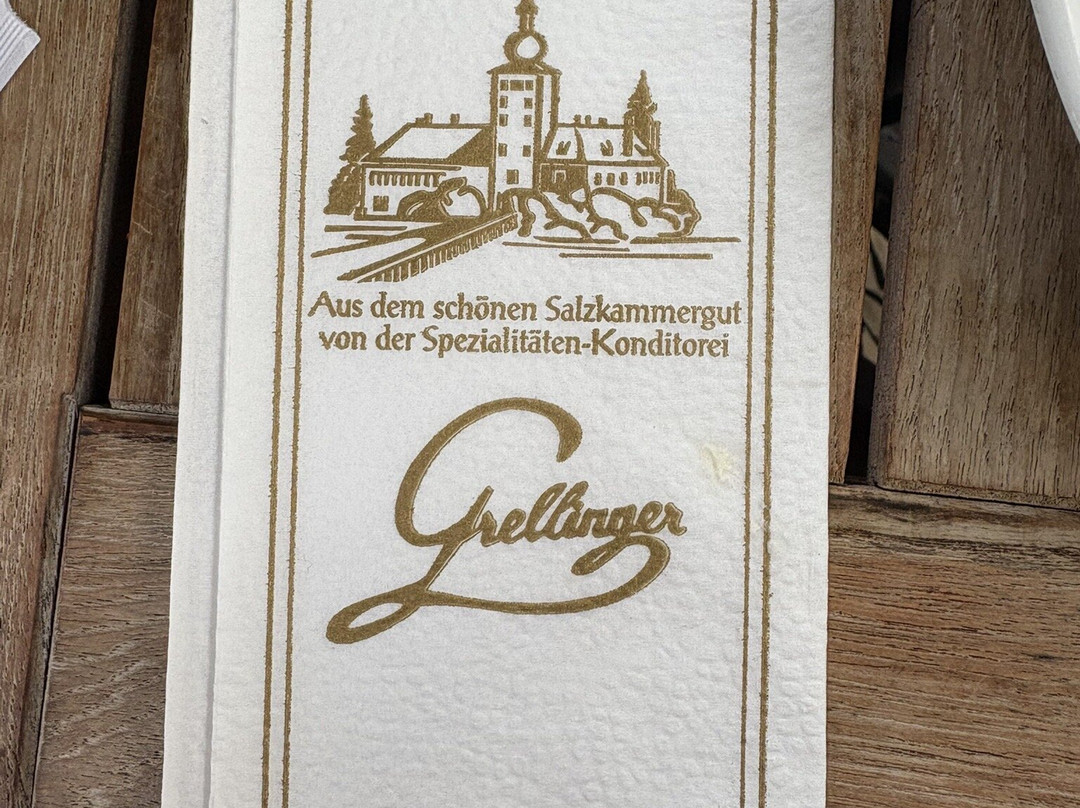 Aus dem schönen Salzkammergut
von der Spezialitäten-Konditorei
Grellinger